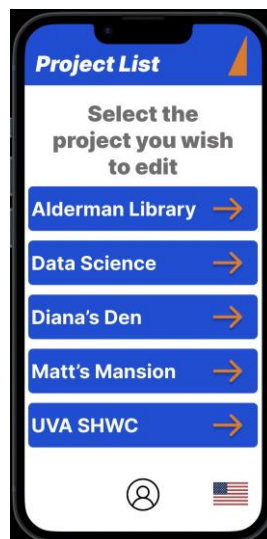 Project List
Select the
project you wish
to edit
Alderman Library
Data Science
Diana's Den
Matt's Mansion
UVA SHWC